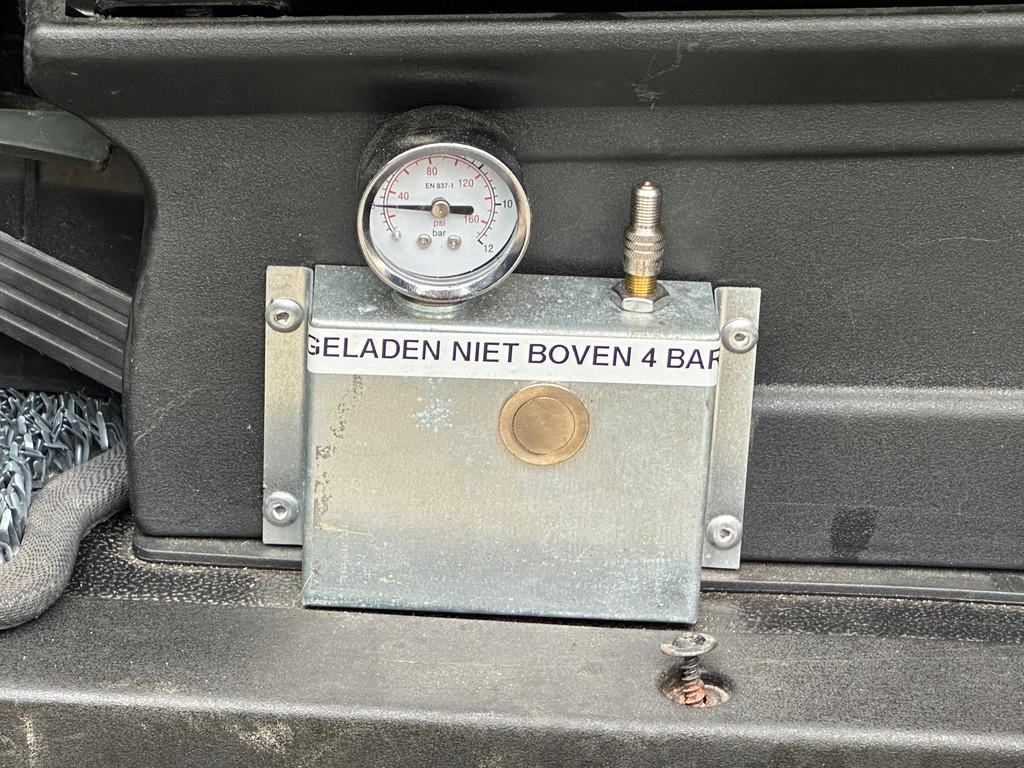 80
EN 837-1
120
40
10
160
psi
bar
12
GELADEN NIET BOVEN 4 BAR